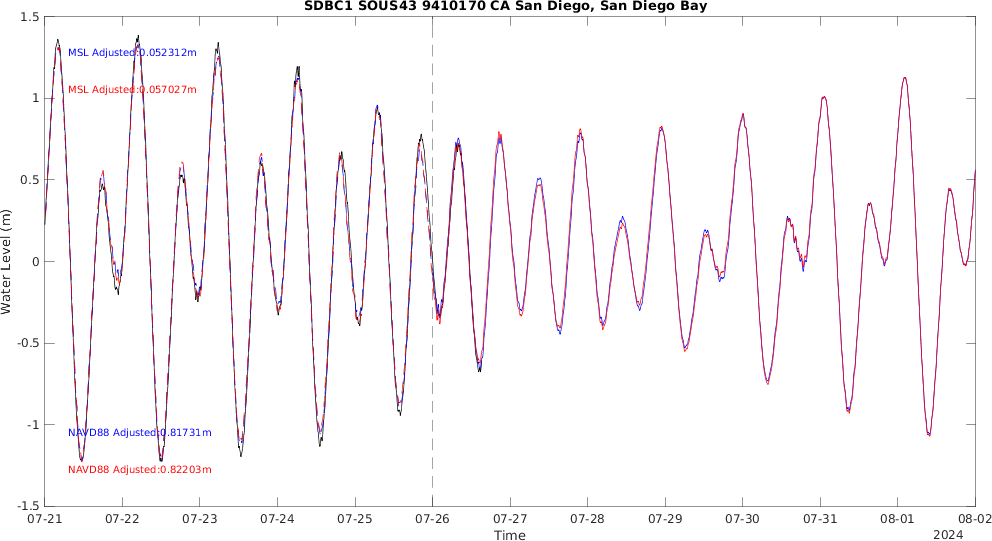 SDBC1 SOUS43 9410170 CA San Diego, San Diego Bay
1.5
MSL Adjusted:0.052312m
1
MSL Adjusted:0.057027m
0.5
Water Level (m)
0
-0.5
-1
NAVD88 Adjusted:0.81731m
NAVD88 Adjusted:0.82203m
-1.5
07-21 07-22 07-23 07-24 07-25 07-26 07-27 07-28 07-29 07-30 07-31 08-01 08-02
Time
2024